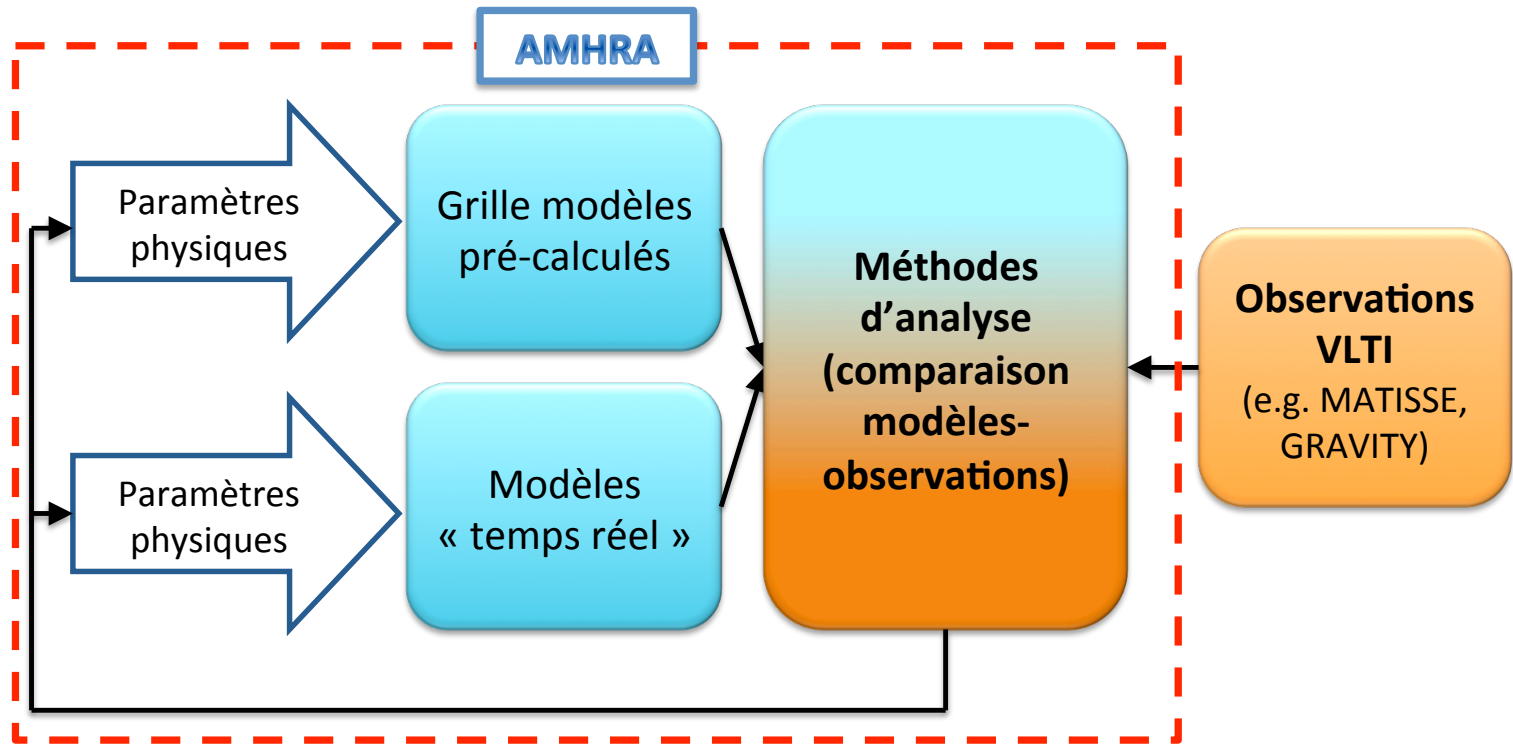 AMHRA
Paramètres
physiques
Grille modèles
pré-calculés
Paramètres
physiques
Modèles
« temps réel »
Méthodes
d’analyse
(comparaison
modèles-
observations)
Observations
VLTI
(e.g. MATISSE,
GRAVITY)